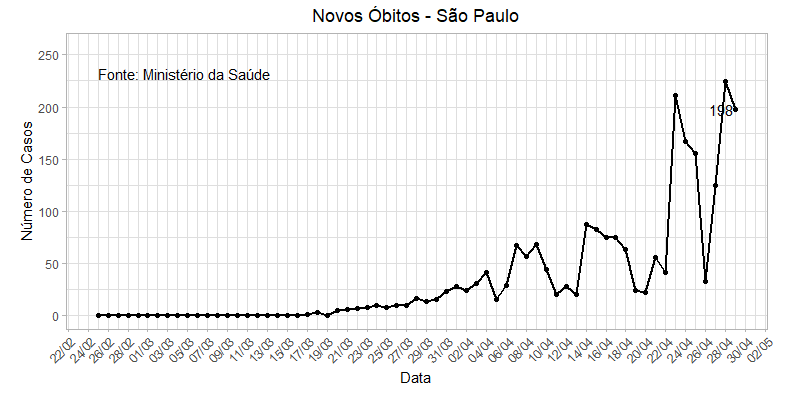 Novos Óbitos - São Paulo
Número de Casos
250
200
150
100
50
0
Fonte: Ministério da Saúde
198
22/02 24/02 26/02 28/02 01/03 03/03 05/03 07/03 09/03 11/03 13/03 15/03 17/03 19/03 21/03 23/03 25/03 27/03 29/03 31/03 02/04 04/04 06/04 08/04 10/04 12/04 14/04 16/04 18/04 20/04 22/04 24/04 26/04 28/04 30/04 02/05
Data